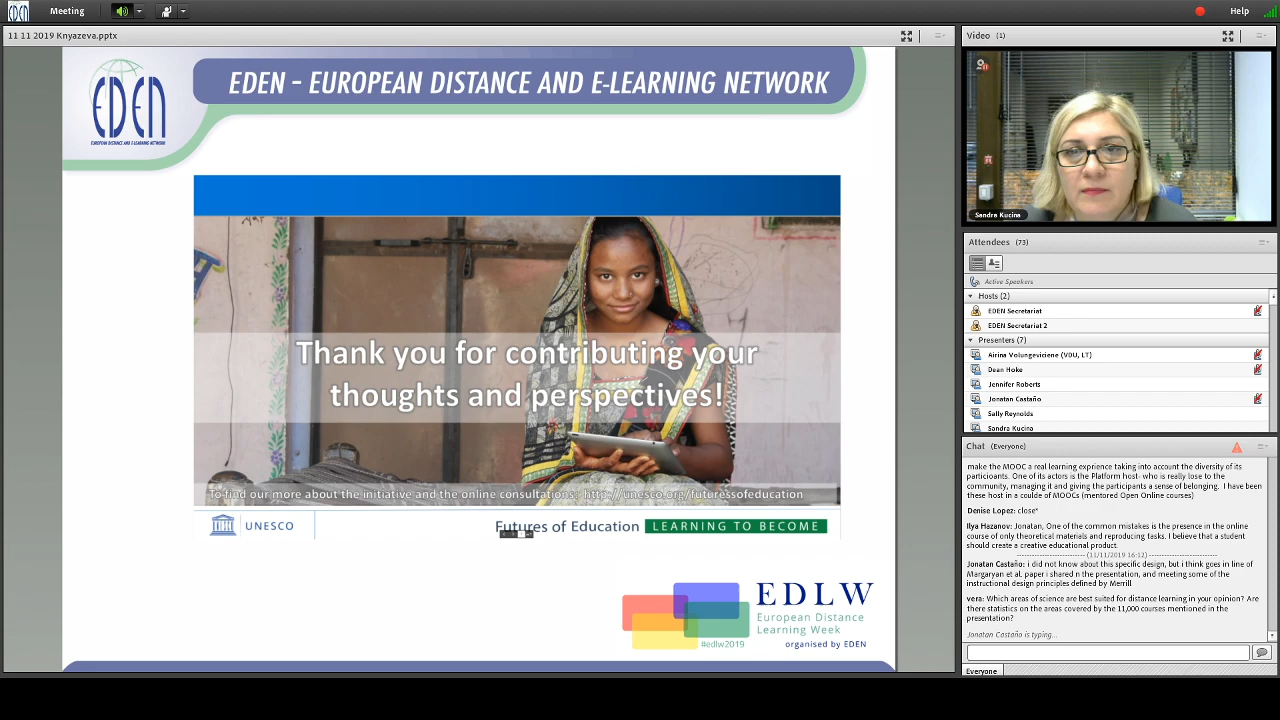 EDEN
Meeting
Help
11 11 2019 Knyazeva.pptx
EDEN
EUROPEAN DISTANCE AND E-LEARNING NETWORK
EDEN – EUROPEAN DISTANCE AND E-LEARNING NETWORK
Thank you for contributing your
thoughts and perspectives!
To find our more about the initiative and the online consultations: http://unesco.org/futuressofeducation
UNESCO
Futures of Education LEARNING TO BECOME
EDLW
European Distance
Learning Week
#edlw2019
organised by EDEN
Video (1)
Sandra Kucina
Attendees (73)
Active Speakers
Hosts (2)
EDEN Secretariat
EDEN Secretariat 2
Presenters (7)
Airina Volungeviciene (VDU, LT)
Dean Hoke
Jennifer Roberts
Jonatan Castaño
Sally Reynolds
Sandra Kucina
Chat (Everyone)
make the MOOC a real learning exprience taking into account the diversity of its
participants. One of its actors is the Platform host- who is really lose to the
community, managing it and giving the participants a sense of belonging. I have been
these host in a coulde of MOOCs (mentored Open Online courses)
Denise Lopez: close*
Ilya Hazanov: Jonatan, One of the common mistakes is the presence in the online
course of only theoretical materials and reproducing tasks. I believe that a student
should create a creative educational product.
(11/11/2019 16:12)
Jonatan Castaño: i did not know about this specific design, but i think goes in line of
Margaryan et al. paper i shared n the presentation, and meeting some of the
instructional design principles defined by Merrill
vera: Which areas of science are best suited for distance learning in your opinion? Are
there statistics on the areas covered by the 11,000 courses mentioned in the
presentation?
Jonatan Castaño is typing...
Everyone